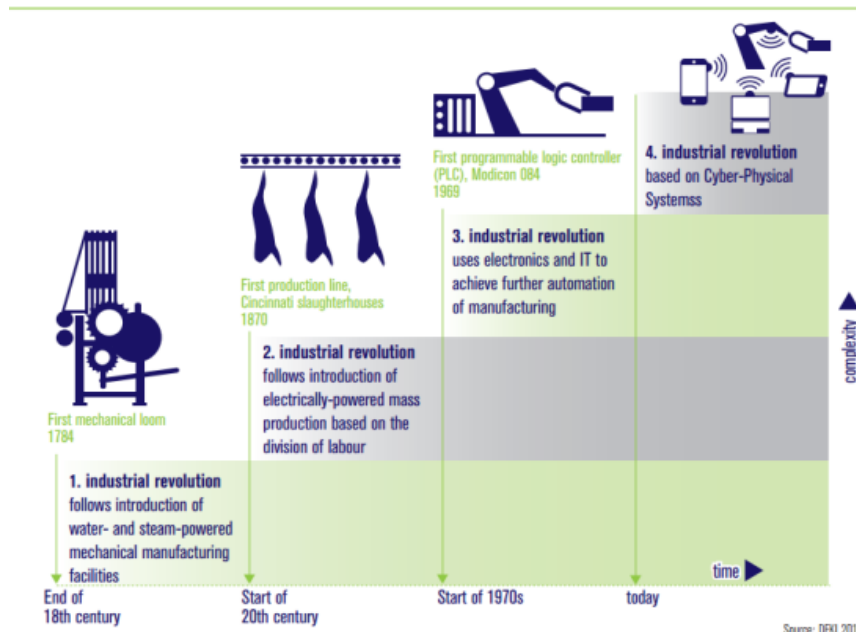 First programmable logic controller
(PLC), Modicon 084
1969
4. industrial revolution
based on Cyber-Physical
Systemss
First production line,
Cincinnati slaughterhouses
1870
3. industrial revolution
uses electronics and IT to
achieve further automation
of manufacturing
First mechanical loom
1784
2. industrial revolution
follows introduction of
electrically-powered mass
production based on the
division of labour
complexity
1. industrial revolution
follows introduction of
water- and steam-powered
mechanical manufacturing
facilities
time
End of
18th century
Start of
20th century
Start of 1970s
today
Source: